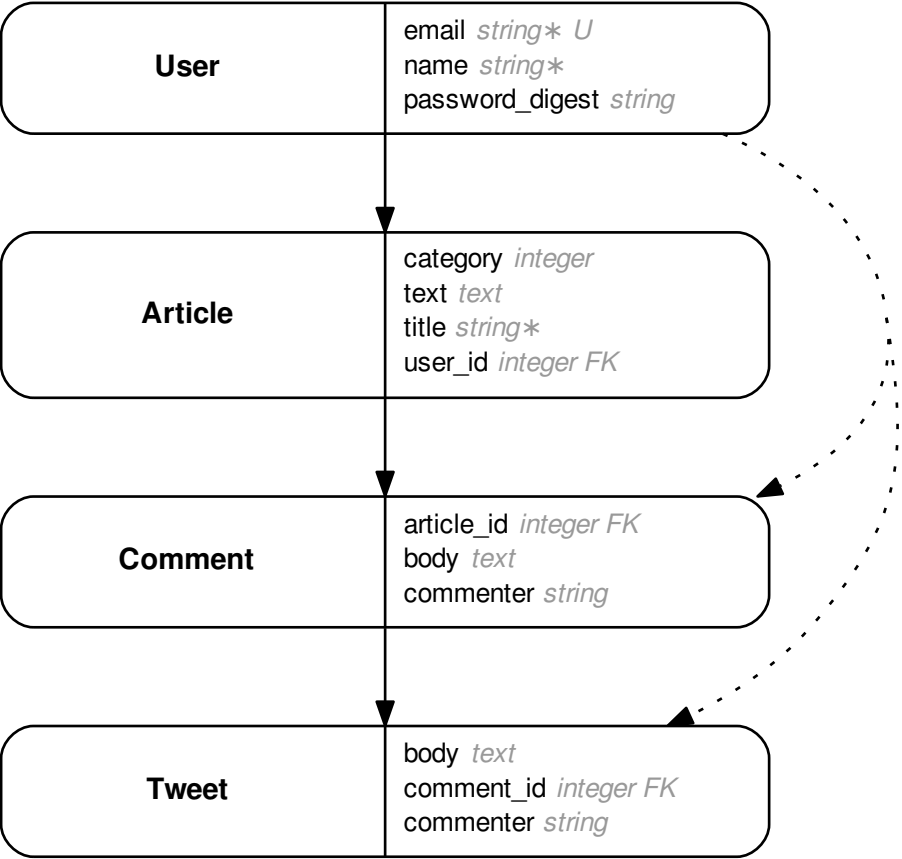 User
email string* U
name string*
password_digest string
Article
category integer
text text
title string*
user_id integer FK
Comment
article_id integer FK
body text
commenter string
Tweet
body text
comment_id integer FK
commenter string